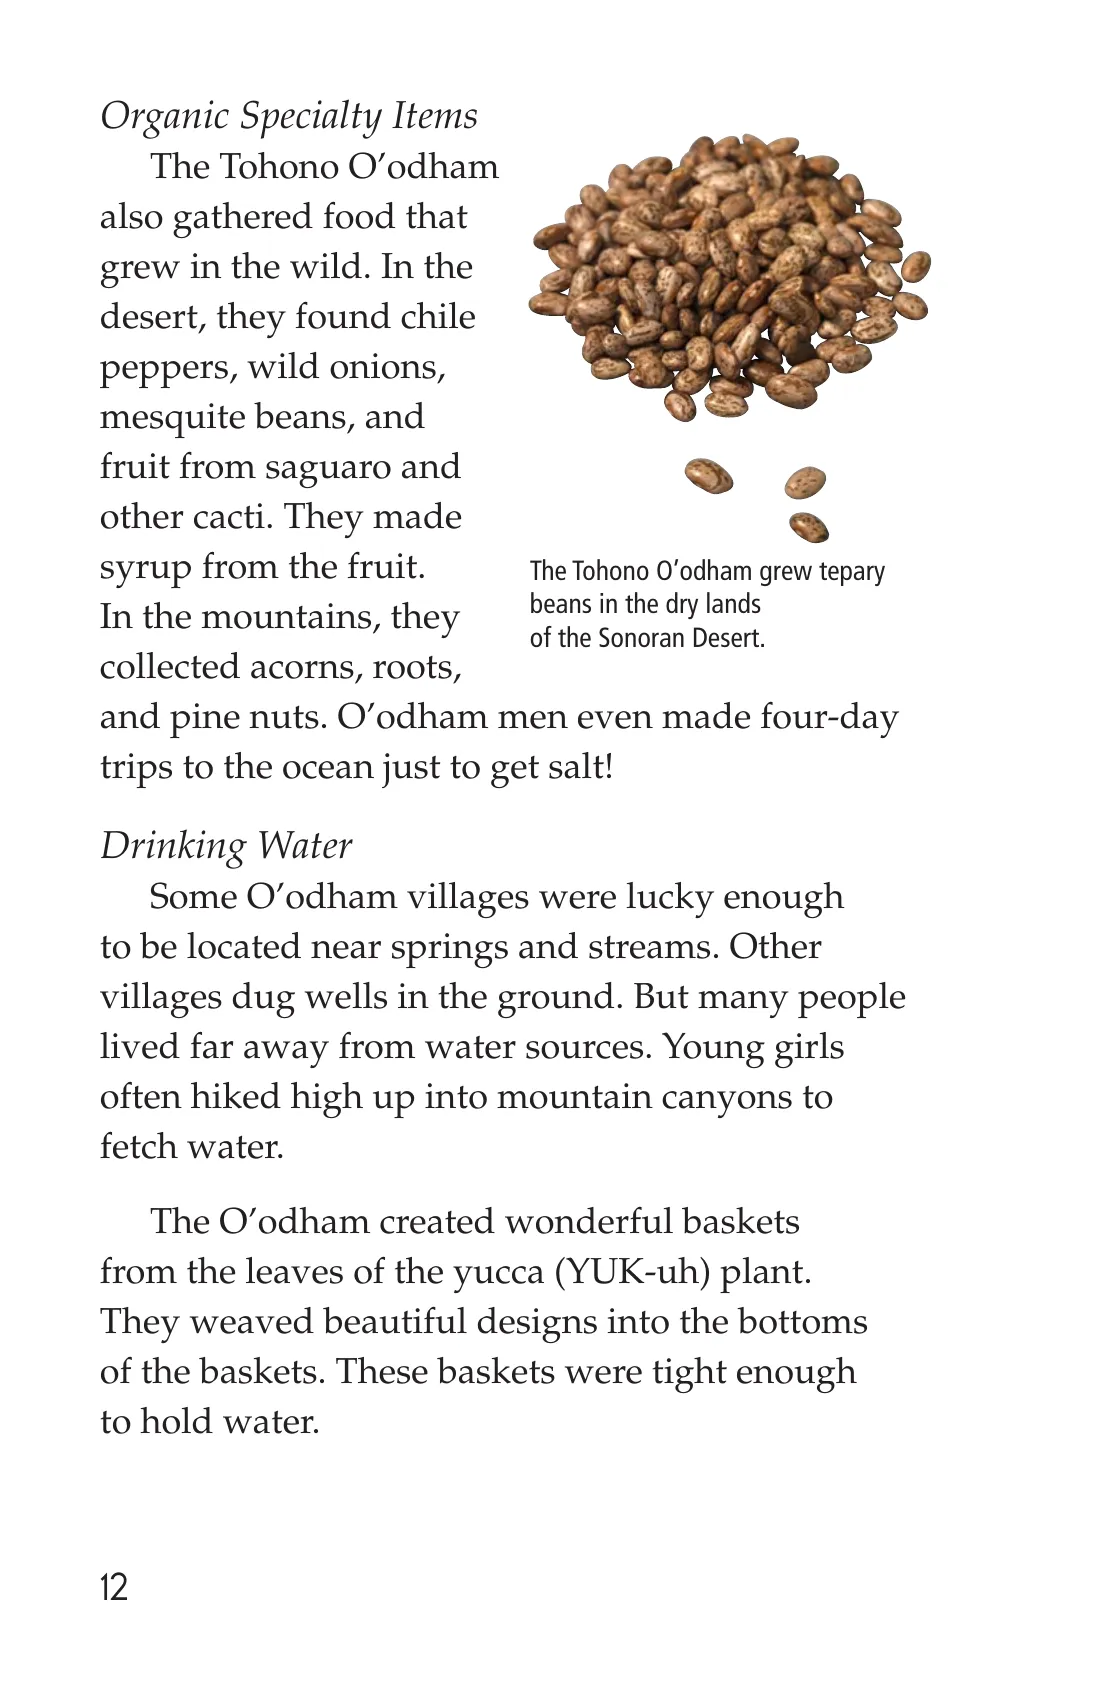 Organic Specialty Items
The Tohono O’odham
also gathered food that
grew in the wild. In the
desert, they found chile
peppers, wild onions,
mesquite beans, and
fruit from saguaro and
other cacti. They made
syrup from the fruit.
In the mountains, they
collected acorns, roots,
and pine nuts. O’odham men even made four-day
trips to the ocean just to get salt!
The Tohono O’odham grew tepary
beans in the dry lands
of the Sonoran Desert.
Drinking Water
Some O’odham villages were lucky enough
to be located near springs and streams. Other
villages dug wells in the ground. But many people
lived far away from water sources. Young girls
often hiked high up into mountain canyons to
fetch water.
The O’odham created wonderful baskets
from the leaves of the yucca (YUK-uh) plant.
They weaved beautiful designs into the bottoms
of the baskets. These baskets were tight enough
to hold water.
12